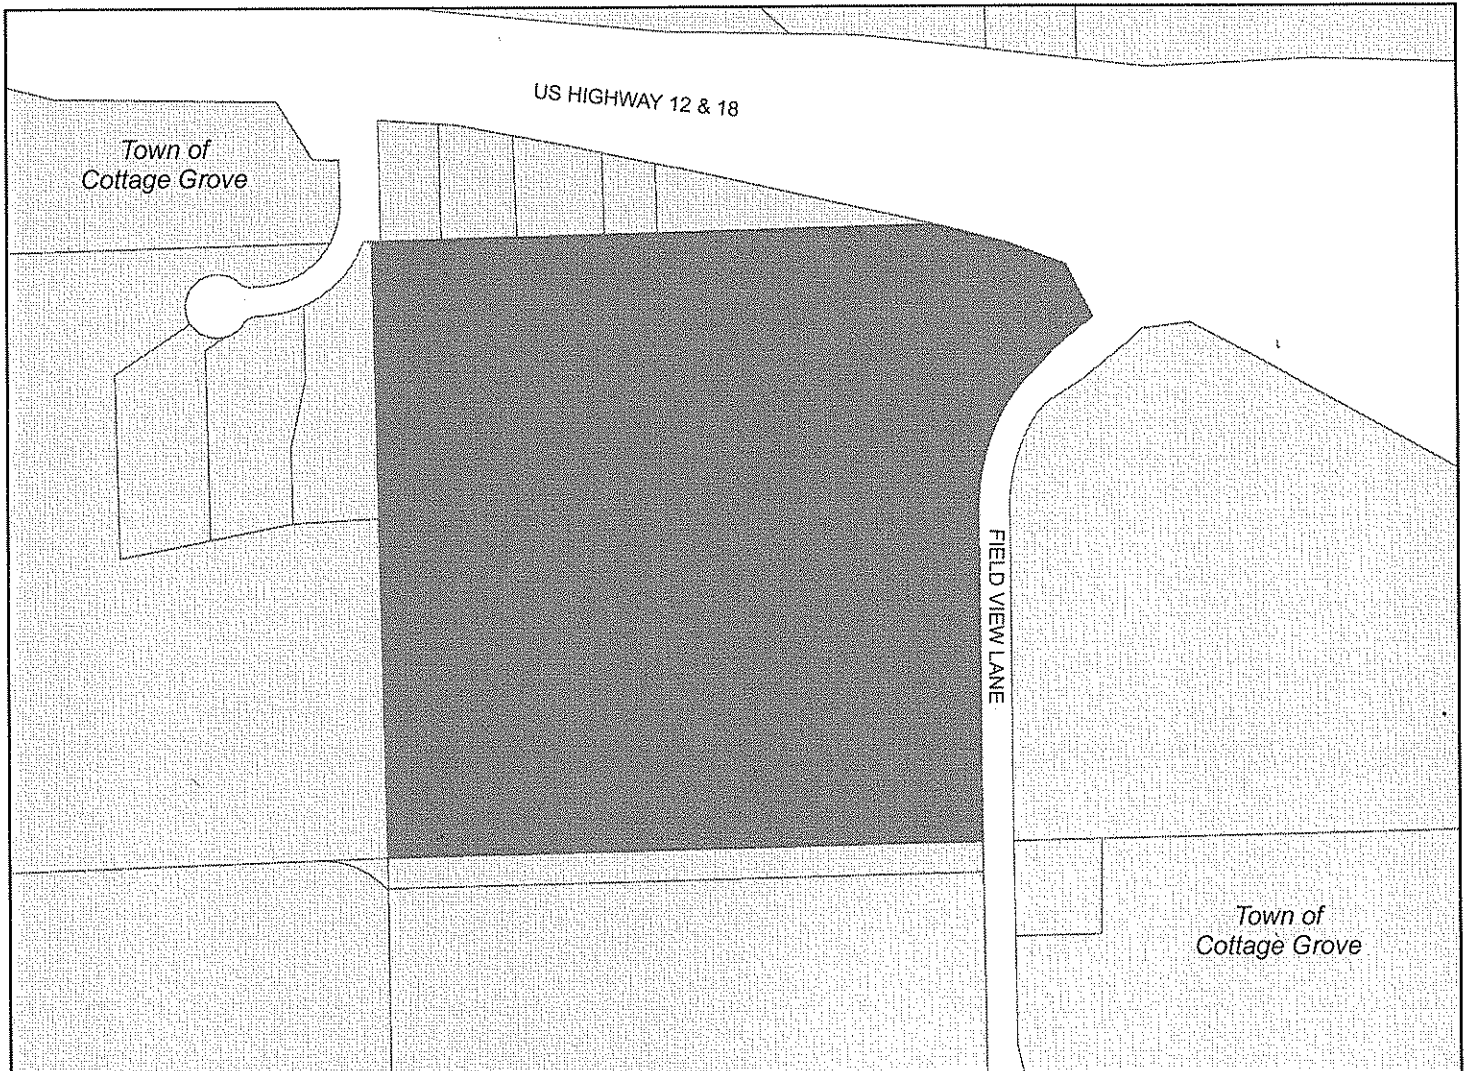 US HIGHWAY 12 & 18
Town of
Cottage Grove
FIELD VIEW LANE
Town of
Cottage Grove